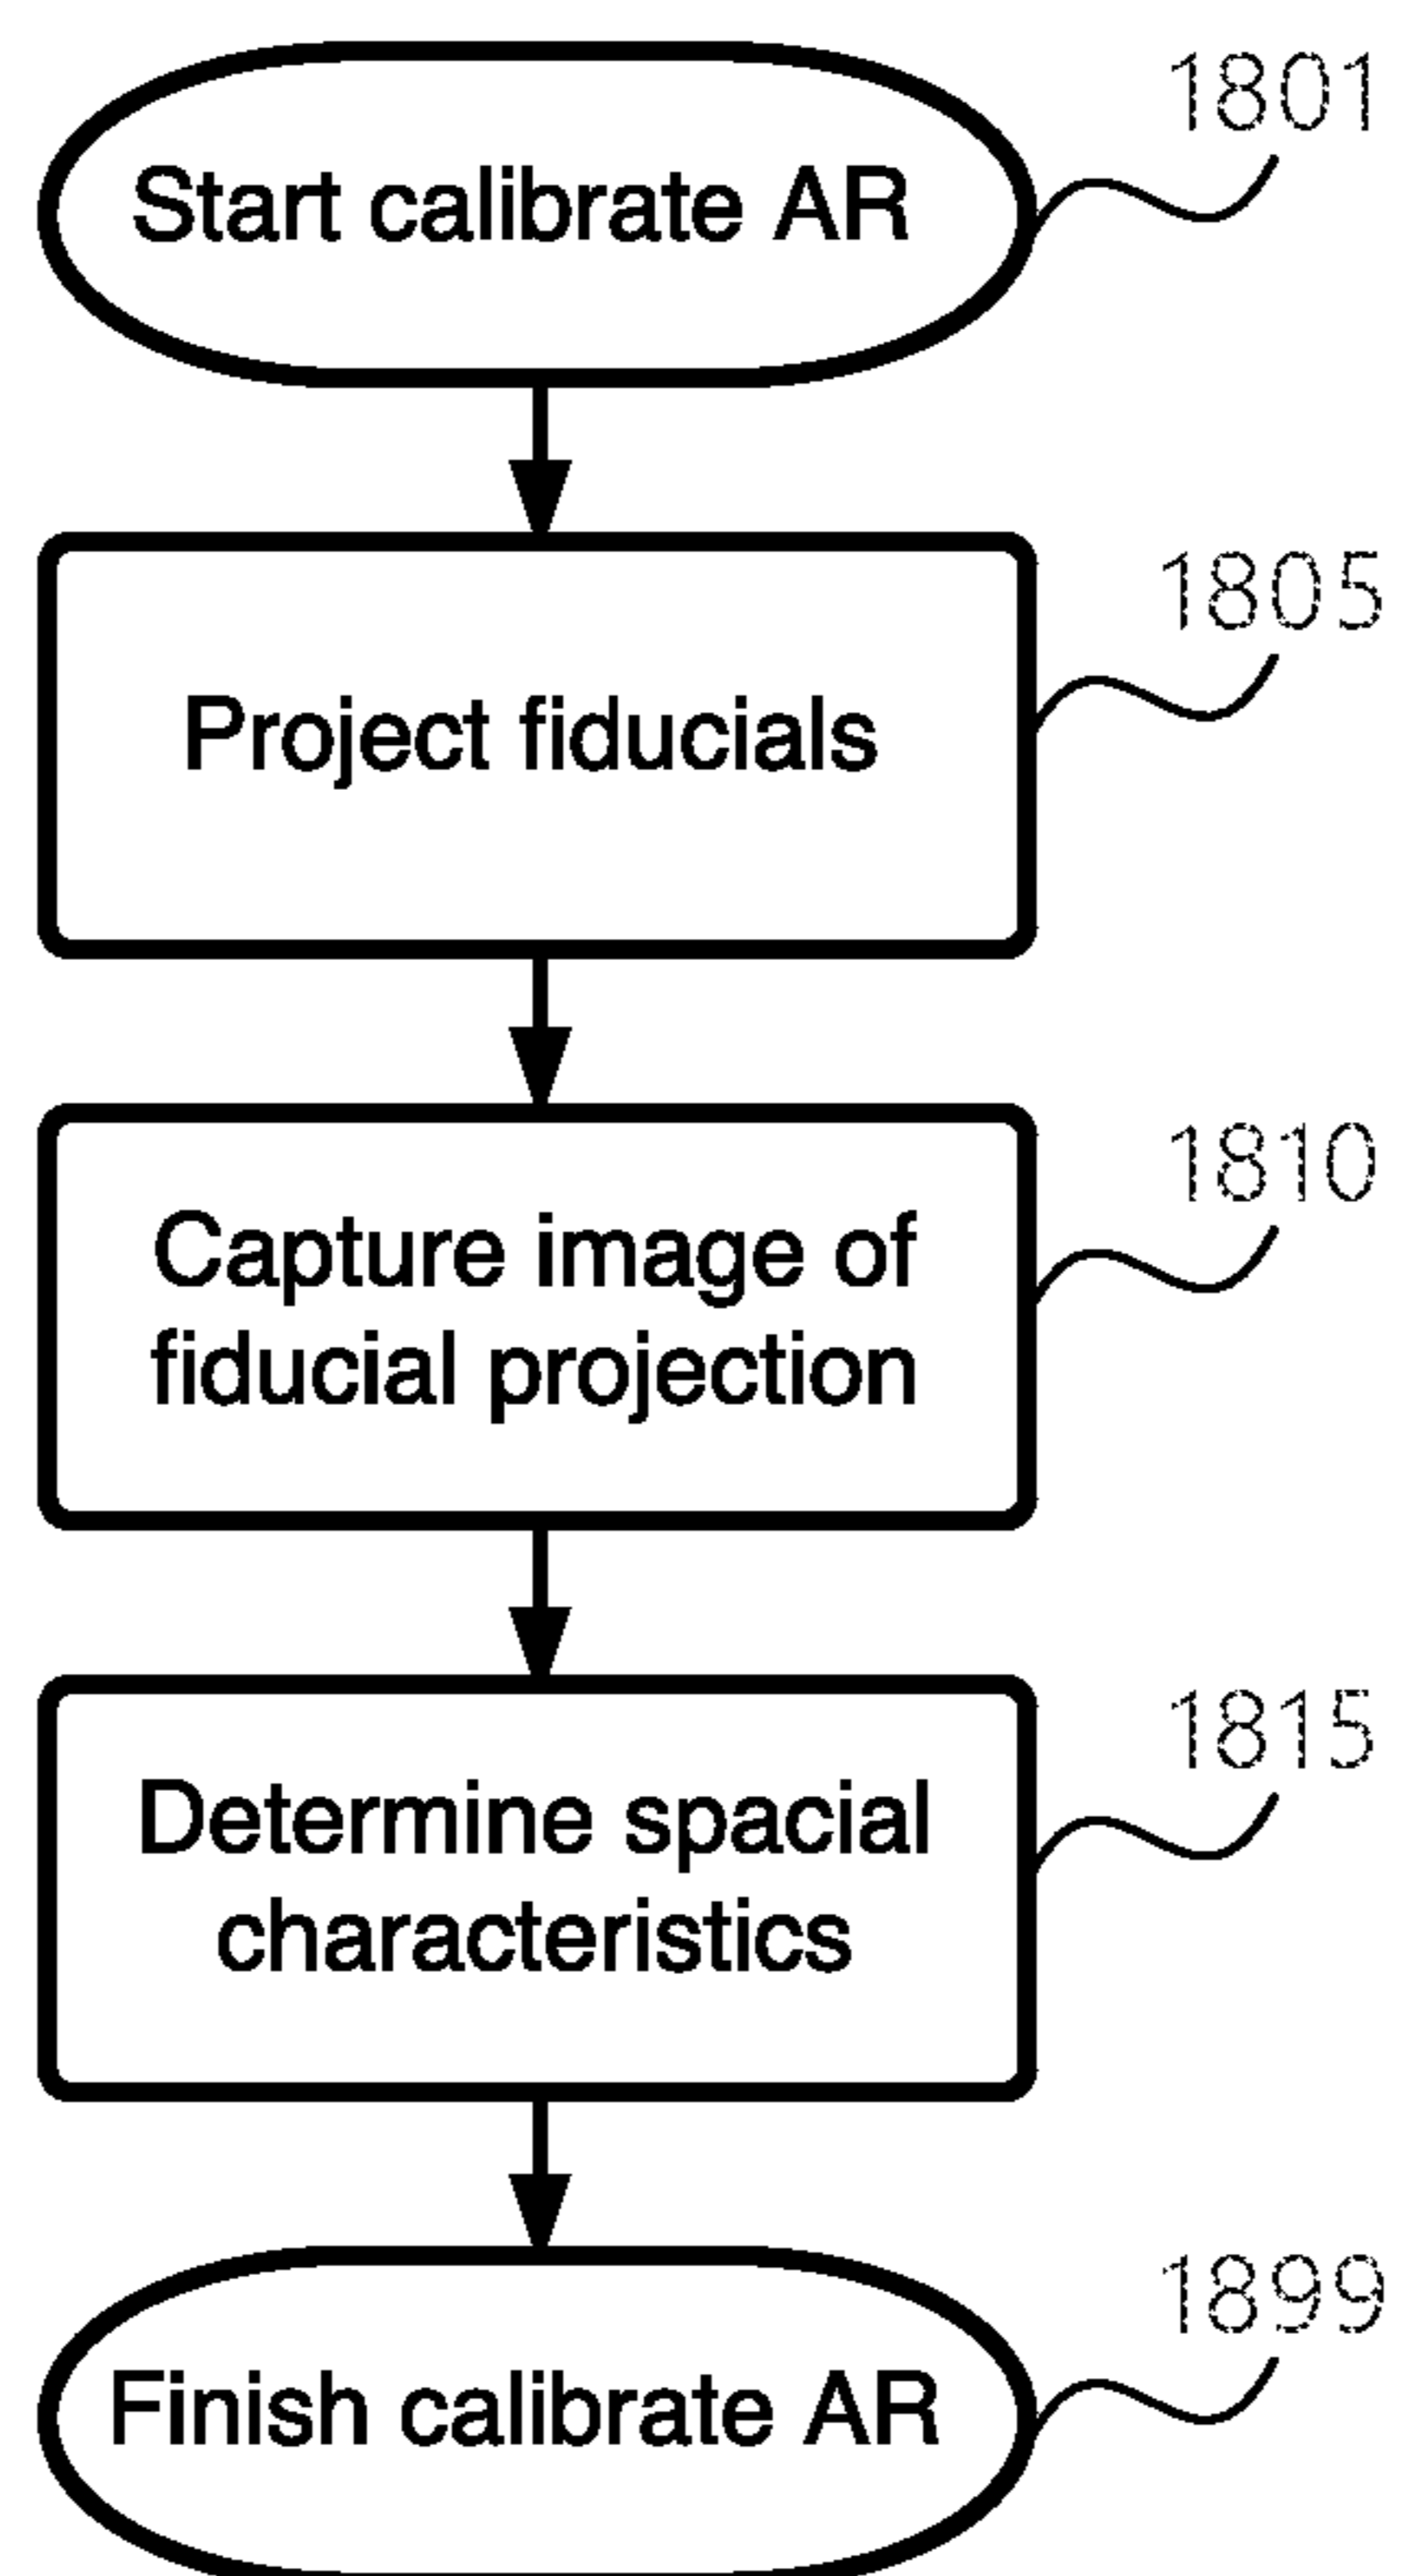 1801
Start calibrate AR
1805
Project fiducials
1810
Capture image of
fiducial projection
1815
Determine spacial
characteristics
1899
Finish calibrate AR